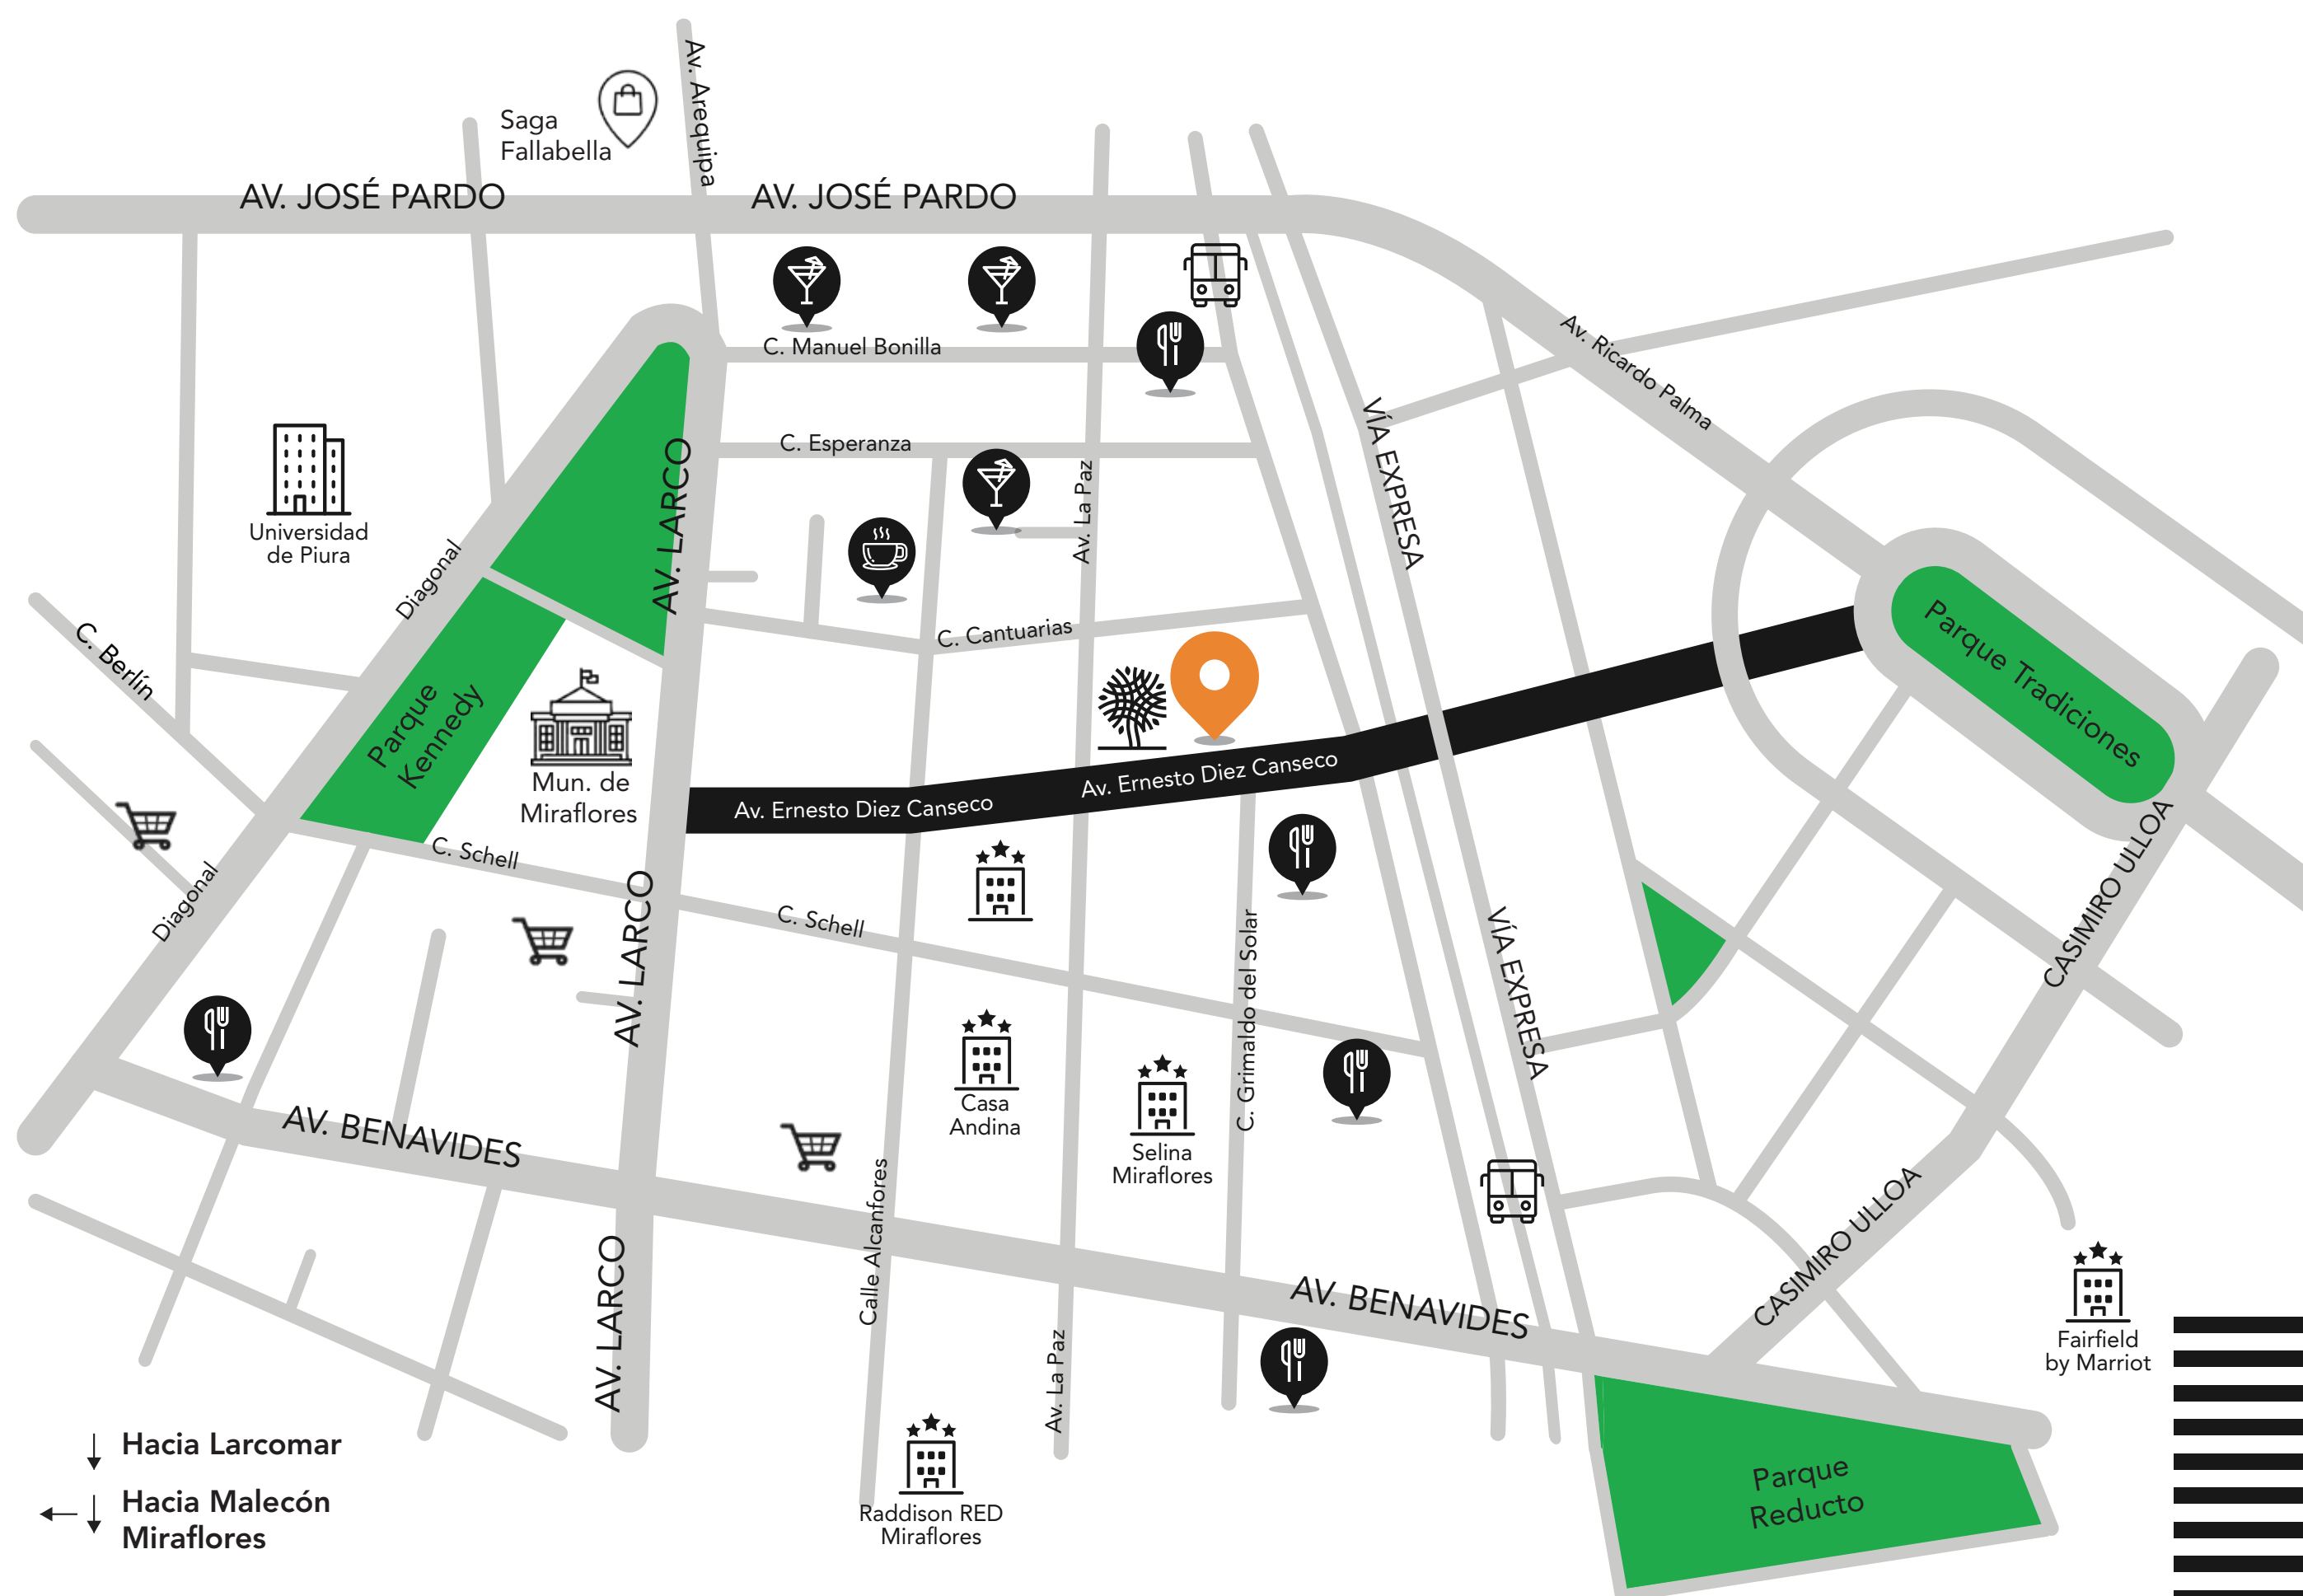 Av. Arequipa
Saga
Fallabella
AV. JOSÉ PARDO
AV. JOSÉ PARDO
Av. Ricardo Palma
C. Manuel Bonilla
C. Esperanza
VÍA EXPRESA
AV. LARCO
Av. La Paz
Universidad
de Piura
Diagonal
C. Cantuarias
C. Berlín
Parque
Kennedy
Parque Tradiciones
Mun. de
Miraflores
Av. Ernesto Diez Canseco
Av. Ernesto Diez Canseco
C. Schell
CASIMIRO ULLOA
Diagonal
AV. LARCO
C. Schell
C. Grimaldo del Solar
VÍA EXPRESA
Casa
Andina
AV. BENAVIDES
Selina
Miraflores
Calle Alcanfores
CASIMIRO ULLOA
AV. LARCO
AV. BENAVIDES
Av. La Paz
Fairfield
by Marriot
Hacia Larcomar
Hacia Malecón
Miraflores
Raddison RED
Miraflores
Parque
Reducto